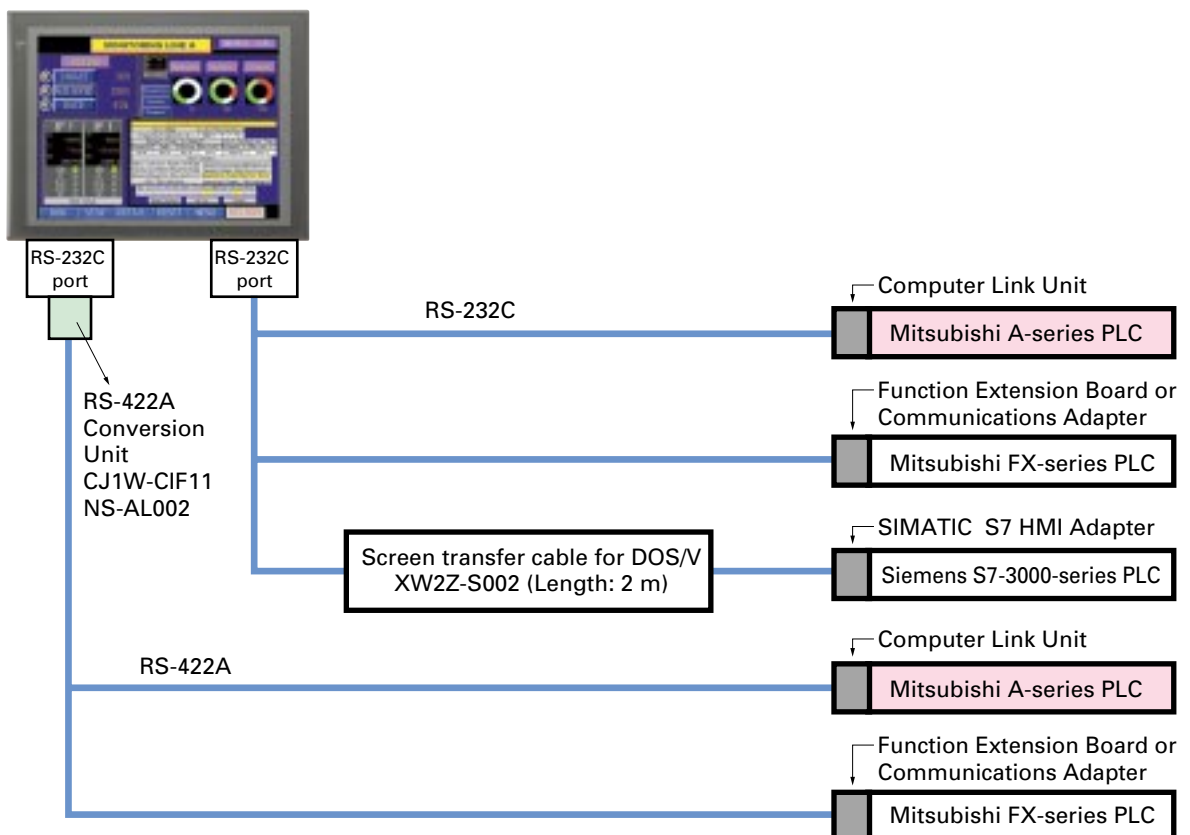 MONITORING LINE A
RS-232C
port
RS-232C
port
RS-422A
Conversion
Unit
CJ1W-CIF11
NS-AL002
RS-232C
Computer Link Unit
Mitsubishi A-series PLC
Function Extension Board or
Communications Adapter
Mitsubishi FX-series PLC
Screen transfer cable for DOS/V
XW2Z-S002 (Length: 2 m)
SIMATIC S7 HMI Adapter
Siemens S7-3000-series PLC
RS-422A
Computer Link Unit
Mitsubishi A-series PLC
Function Extension Board or
Communications Adapter
Mitsubishi FX-series PLC